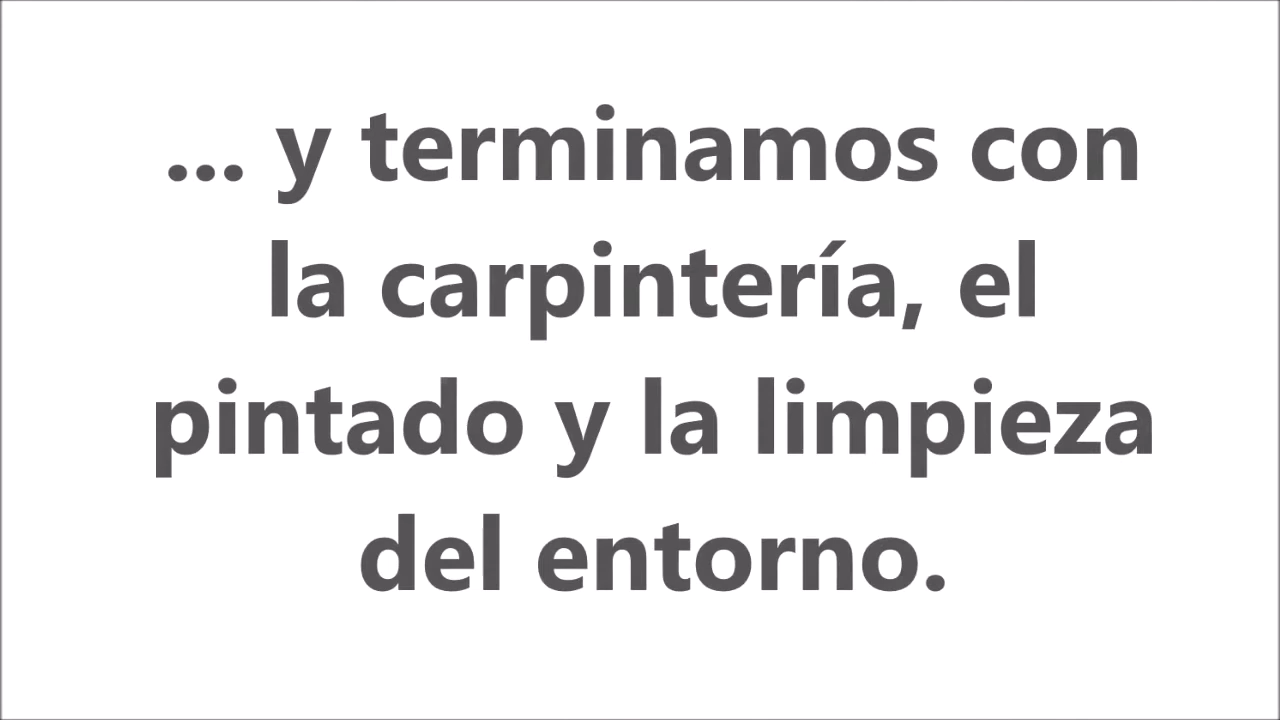 ... y terminamos con
la carpintería, el
pintado y la limpieza
del entorno.